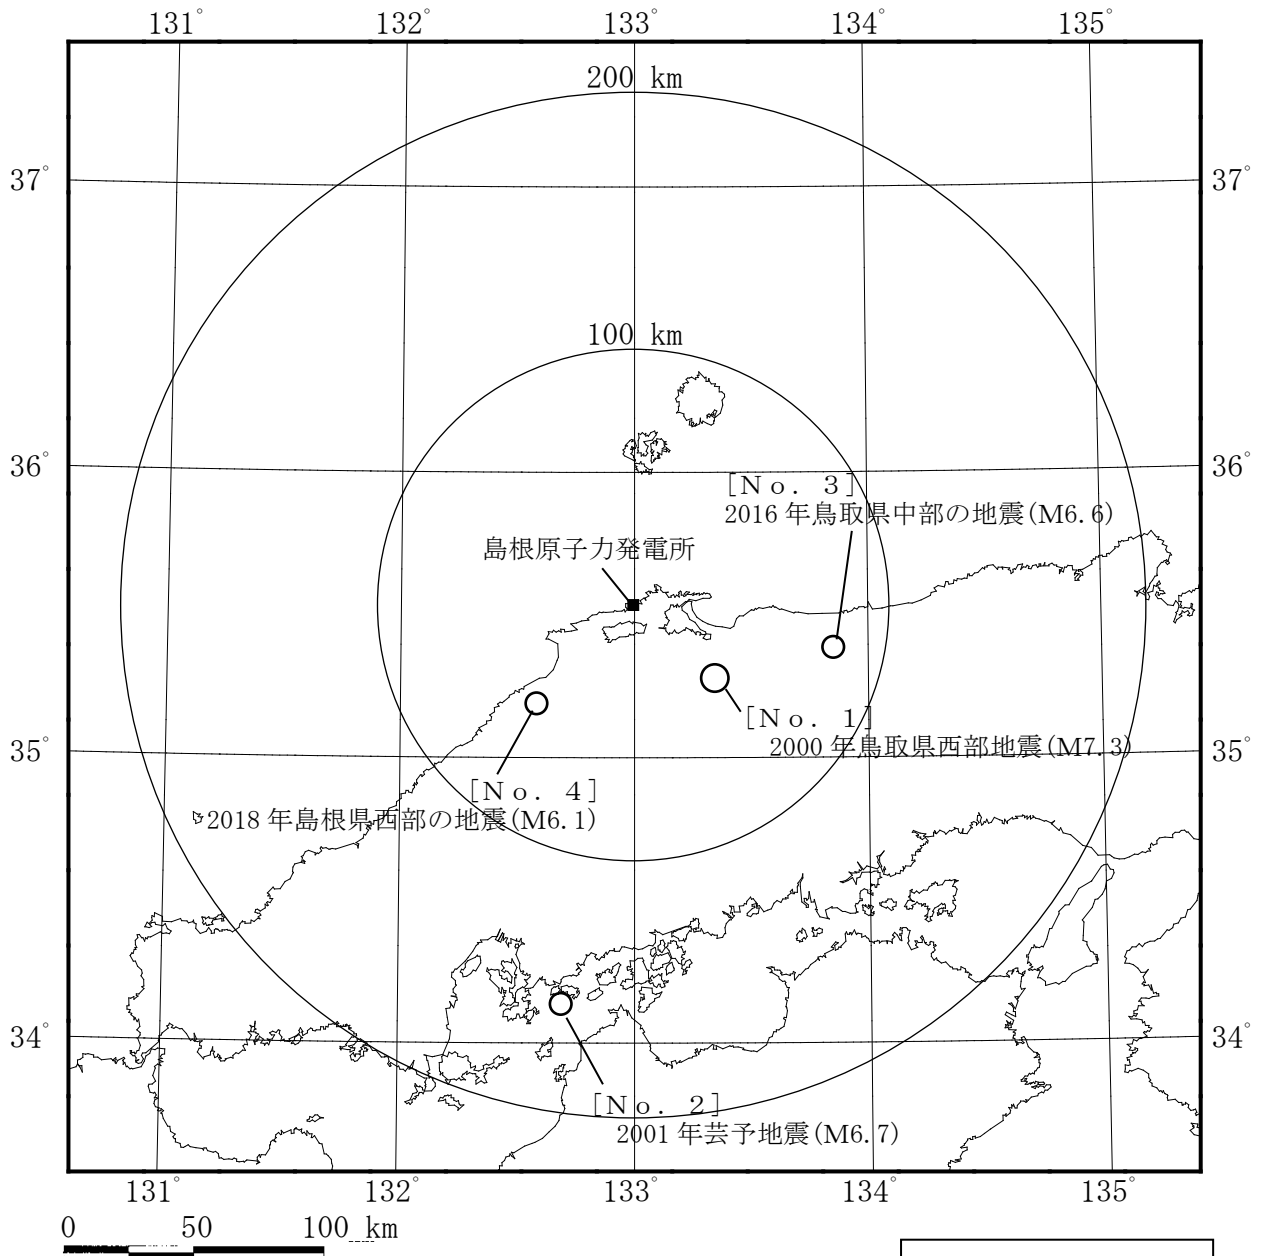 131° 132° 133° 134° 135°
200 km
37° 37°
100 km
36° 36°
[No. 3]
2016 年鳥取県中部の地震(M6.6)
島根原子力発電所
[No. 1]
2000 年鳥取県西部地震(M7.3)
35° 35°
[No. 4]
2018 年島根県西部の地震(M6.1)
34° 34°
[No. 2]
2001 年芸予地震(M6.7)
131° 132° 133° 134° 135°
0 50 100 km